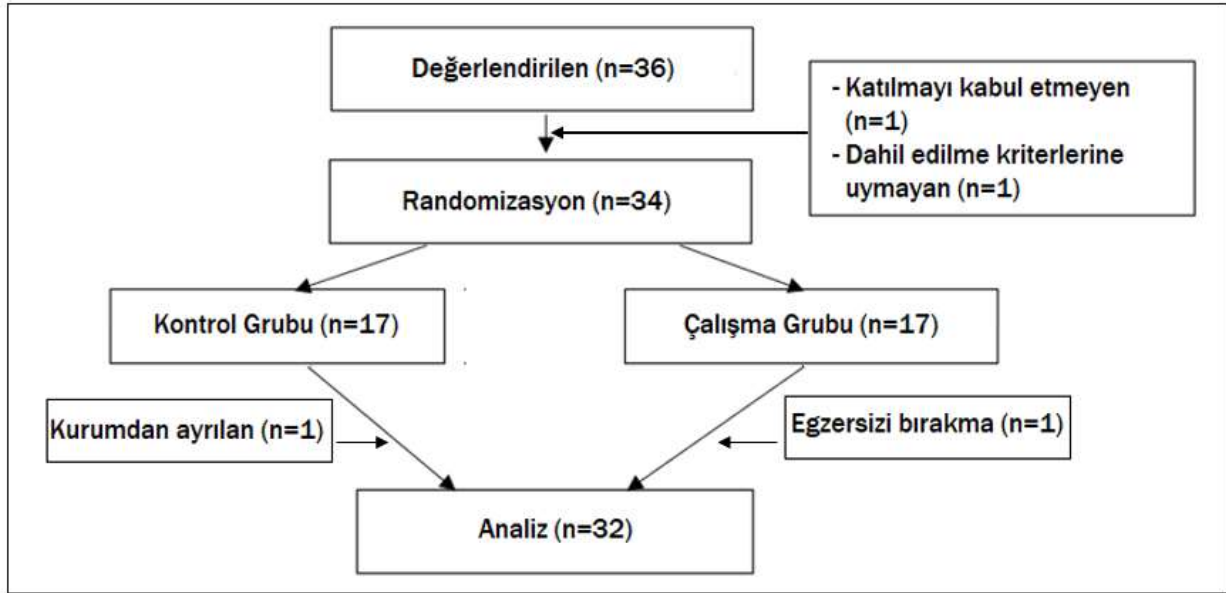 Değerlendirilen (n=36)
- Katılmayı kabul etmeyen
(n=1)
- Dahil edilme kriterlerine
uymayan (n=1)
Randomizasyon (n=34)
Kontrol Grubu (n=17)
Çalışma Grubu (n=17)
Kurumdan ayrılan (n=1)
Egzersizi bırakma (n=1)
Analiz (n=32)